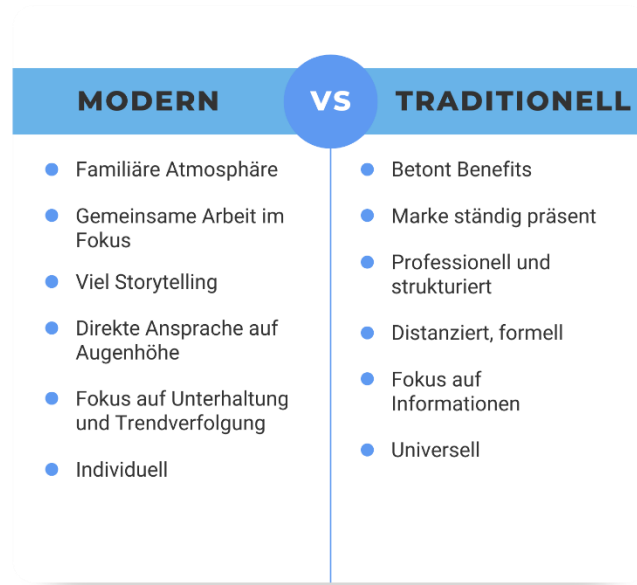 MODERN VS TRADITIONELL
Familiäre Atmosphäre
Gemeinsame Arbeit im
Fokus
Viel Storytelling
Direkte Ansprache auf
Augenhöhe
Fokus auf Unterhaltung
und Trendverfolgung
Individuell
Betont Benefits
Marke ständig präsent
Professionell und
strukturiert
Distanziert, formell
Fokus auf
Informationen
Universell